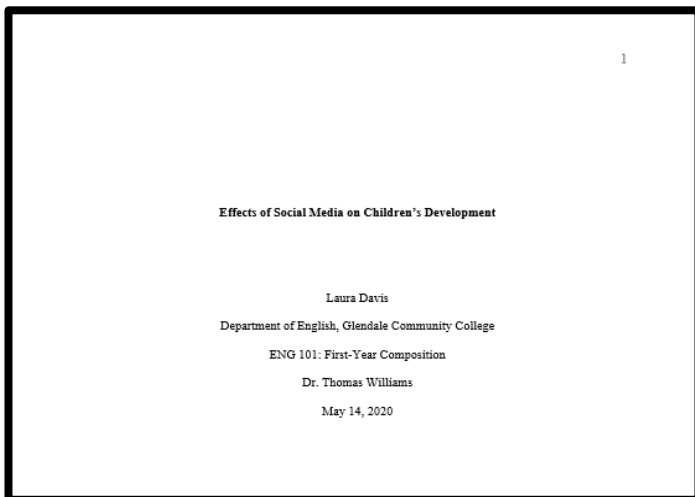 1
Effects of Social Media on Children’s Development
Laura Davis
Department of English, Glendale Community College
ENG 101: First-Year Composition
Dr. Thomas Williams
May 14, 2020